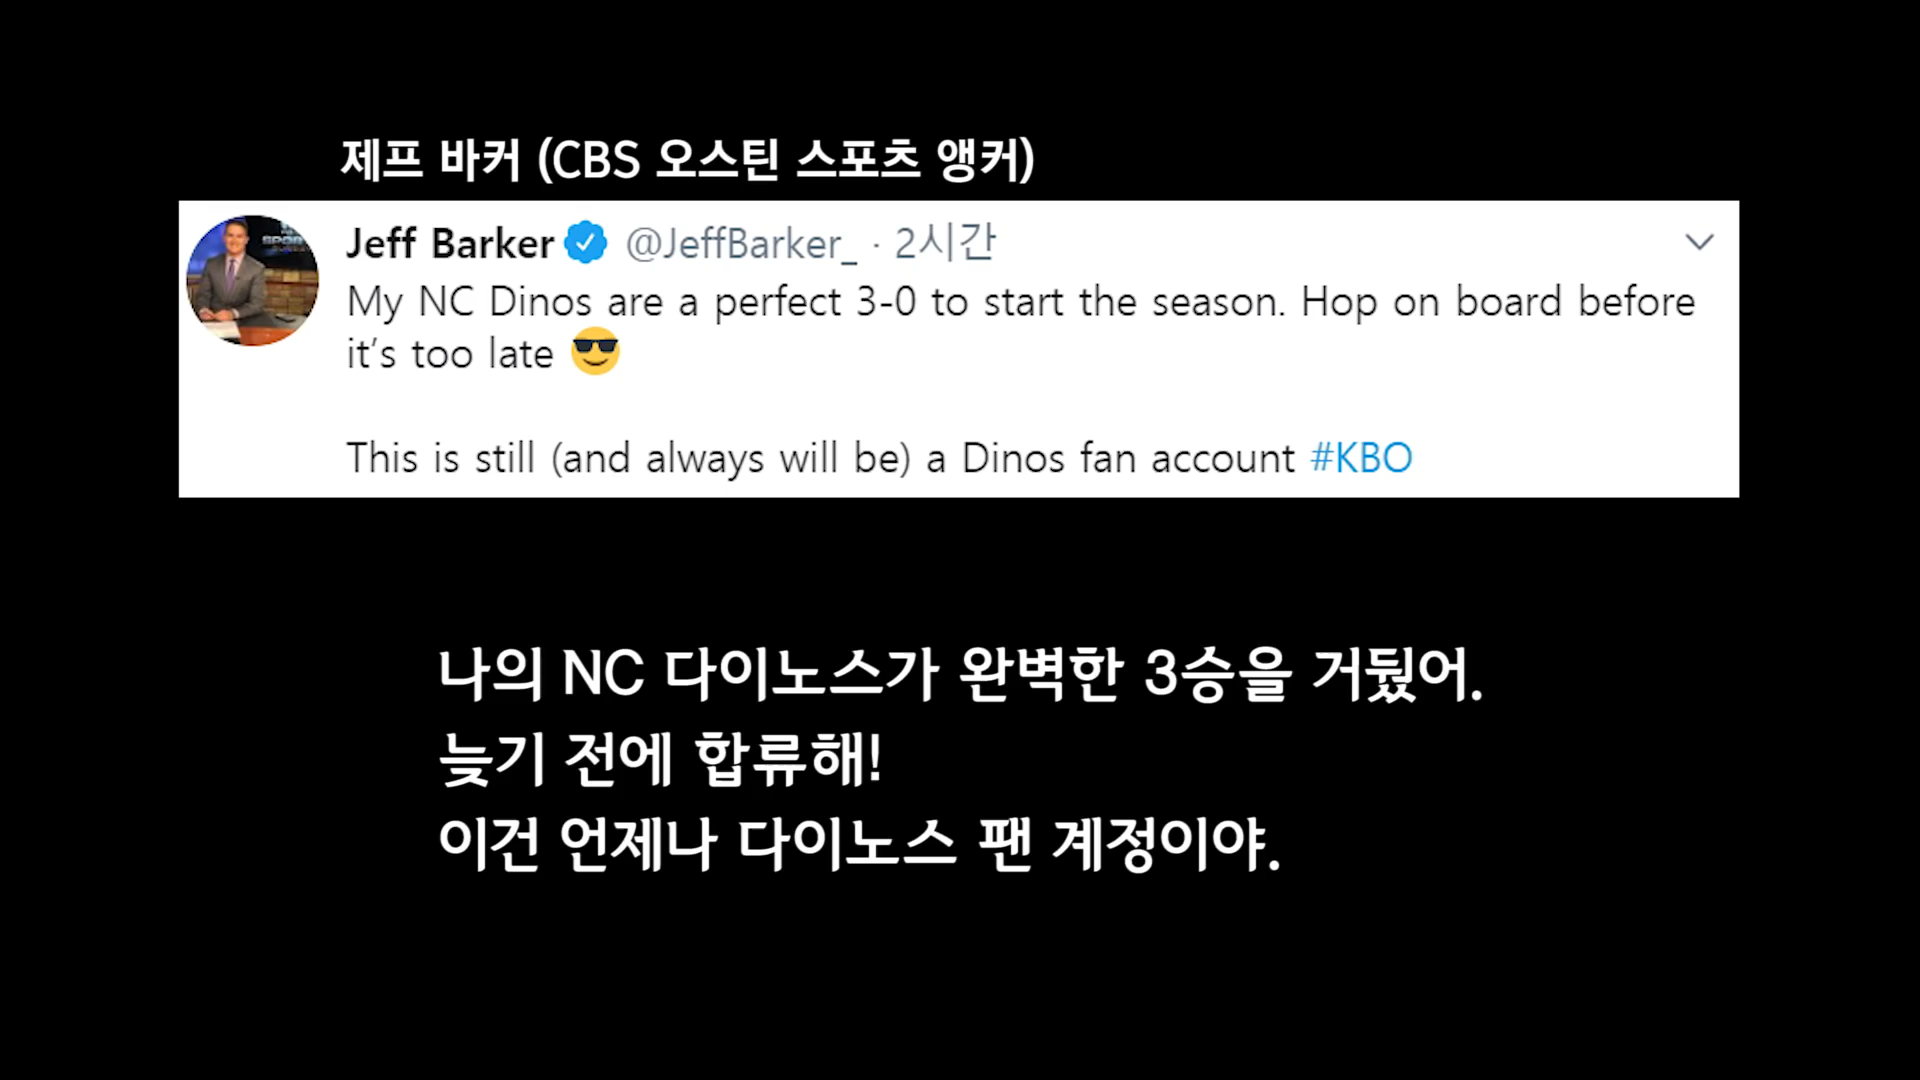 제프 바커 (CBS 오스틴 스포츠 앵커)
Jeff Barker @JeffBarker_ · 2시간
My NC Dinos are a perfect 3-0 to start the season. Hop on board before
it's too late 😎
This is still (and always will be) a Dinos fan account #KBO
나의 NC 다이노스가 완벽한 3승을 거뒀어.
늦기 전에 합류해!
이건 언제나 다이노스 팬 계정이야.